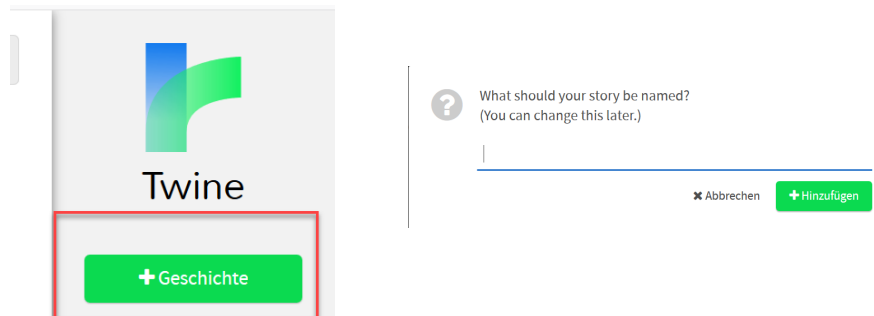 Twine
+Geschichte
What should your story be named?
(You can change this later.)
✖ Abbrechen
+Hinzufügen